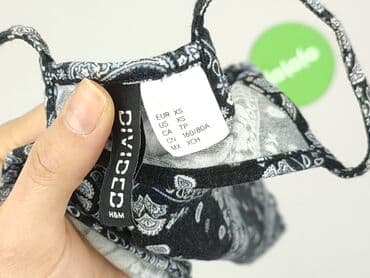 DIVIDED
H&M
EUR XS
US XS
CA TP
CN 160/80A
MX XCH